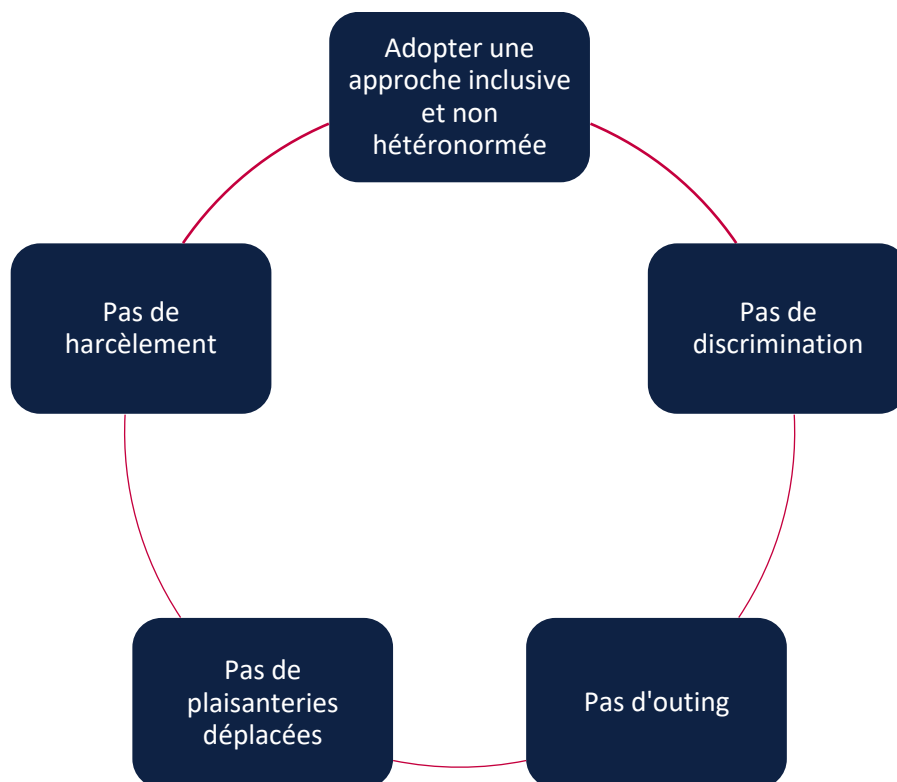 Adopter une
approche inclusive
et non
hétéronormée
Pas de
harcèlement
Pas de
discrimination
Pas de
plaisanteries
déplacées
Pas d'outing